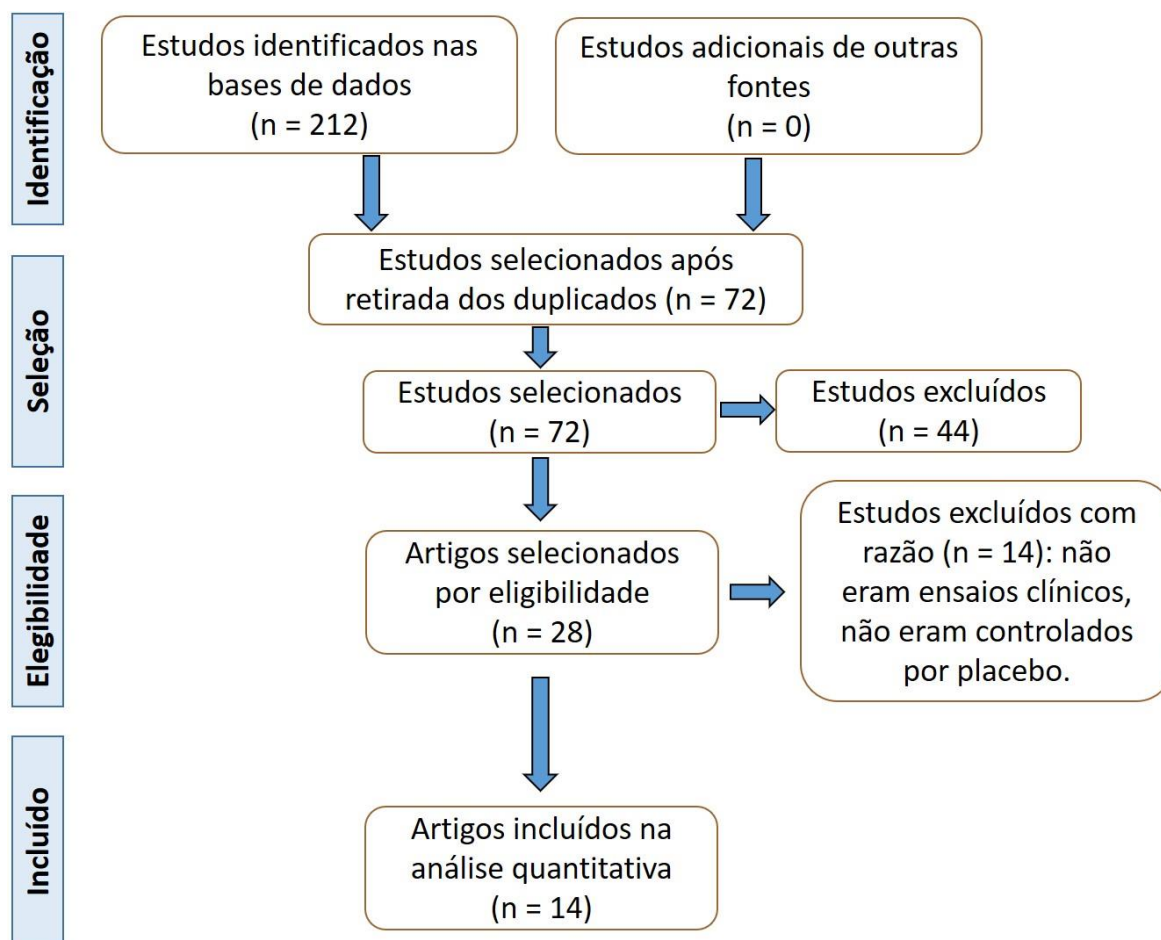 Identificação
Estudos identificados nas
bases de dados
(n = 212)
Estudos adicionais de outras
fontes
(n = 0)
Seleção
Estudos selecionados após
retirada dos duplicados (n = 72)
Estudos selecionados
(n = 72)
Estudos excluídos
(n = 44)
Elegibilidade
Artigos selecionados
por eligibilidade
(n = 28)
Estudos excluídos com
razão (n = 14): não
eram ensaios clínicos,
não eram controlados
por placebo.
Incluído
Artigos incluídos na
análise quantitativa
(n = 14)